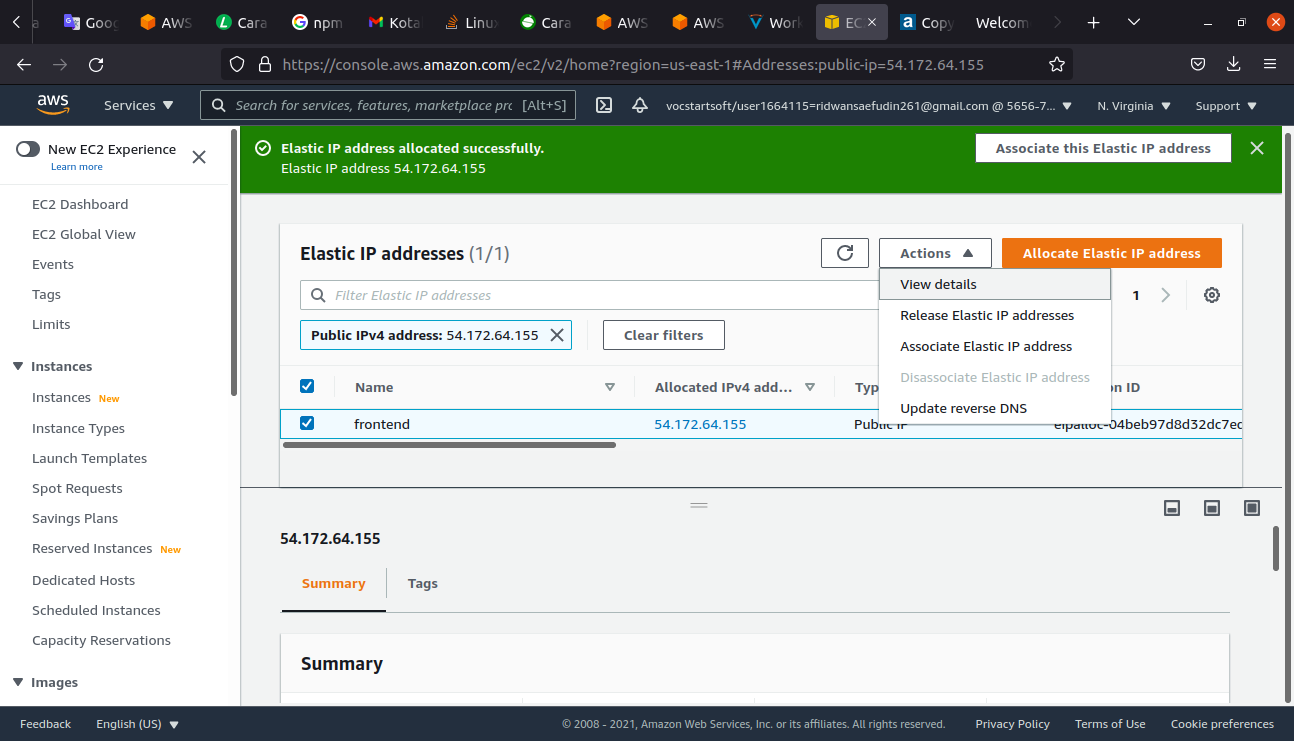 Goog AWS Cara npm Kota Linux Cara AWS AWS Work EC Copy Welcom
https://console.aws.amazon.com/ec2/v2/home?region=us-east-1#Addresses:public-ip=54.172.64.155
aws Services Search for services, features, marketplace prc [Alt+S] vocstartsoft/user1664115=ridwansaefudin261@gmail.com @ 5656-7... N. Virginia Support
New EC2 Experience
Learn more
EC2 Dashboard
EC2 Global View
Events
Tags
Limits
Instances
Instances New
Instance Types
Launch Templates
Spot Requests
Savings Plans
Reserved Instances New
Dedicated Hosts
Scheduled Instances
Capacity Reservations
Images
Elastic IP address allocated successfully.
Elastic IP address 54.172.64.155
Associate this Elastic IP address
Elastic IP addresses (1/1)
Actions
Allocate Elastic IP address
Filter Elastic IP addresses
1
View details
Release Elastic IP addresses
Associate Elastic IP address
Disassociate Elastic IP address
Update reverse DNS
Public IPv4 address: 54.172.64.155
Clear filters
Name Allocated IPv4 add... Typ n ID
frontend 54.172.64.155 Public IP eipalloc-04beb97d8d32dc7ec
54.172.64.155
Summary Tags
Summary
Feedback English (US) © 2008 - 2021, Amazon Web Services, Inc. or its affiliates. All rights reserved. Privacy Policy Terms of Use Cookie preferences